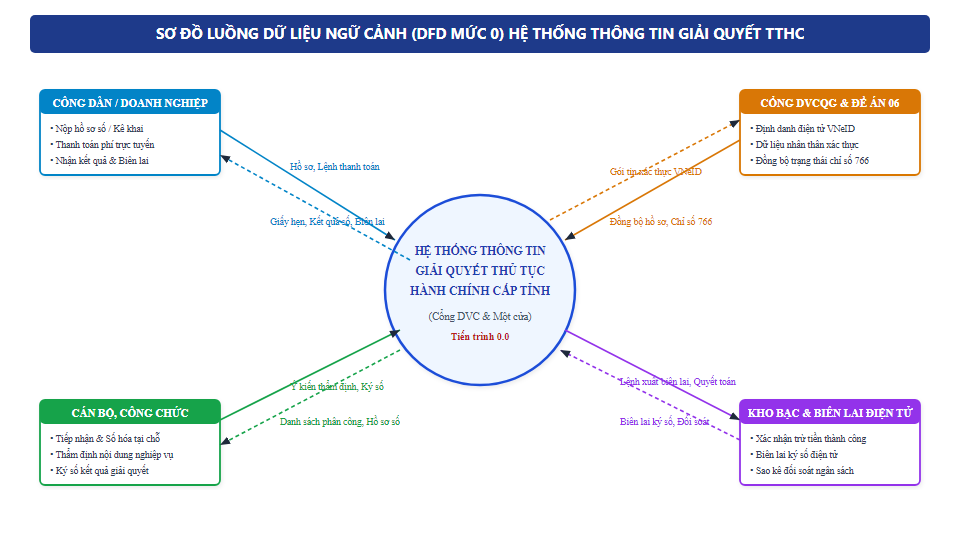 SƠ ĐỒ LUỒNG DỮ LIỆU NGỮ CẢNH (DFD MỨC 0) HỆ THỐNG THÔNG TIN GIẢI QUYẾT TTHC
CÔNG DÂN / DOANH NGHIỆP
• Nộp hồ sơ số / Kê khai
• Thanh toán phí trực tuyến
• Nhận kết quả & Biên lai
CỔNG DVCQG & ĐỀ ÁN 06
• Định danh điện tử VNeID
• Dữ liệu nhân thân xác thực
• Đồng bộ trạng thái chỉ số 766
Hồ sơ, Lệnh thanh toán
Giấy hẹn, Kết quả số, Biên lai
Gói tin xác thực VNeID
Đồng bộ hồ sơ, Chỉ số 766
HỆ THỐNG THÔNG TIN
GIẢI QUYẾT THỦ TỤC
HÀNH CHÍNH CẤP TỈNH
(Cổng DVC & Một cửa)
Tiến trình 0.0
Ý kiến thẩm định, Ký số
Danh sách phân công, Hồ sơ số
Lệnh xuất biên lai, Quyết toán
Biên lai ký số, Đối soát
CÁN BỘ, CÔNG CHỨC
• Tiếp nhận & Số hóa tại chỗ
• Thẩm định nội dung nghiệp vụ
• Ký số kết quả giải quyết
KHO BẠC & BIÊN LAI ĐIỆN TỬ
• Xác nhận trừ tiền thành công
• Biên lai ký số điện tử
• Sao kê đối soát ngân sách